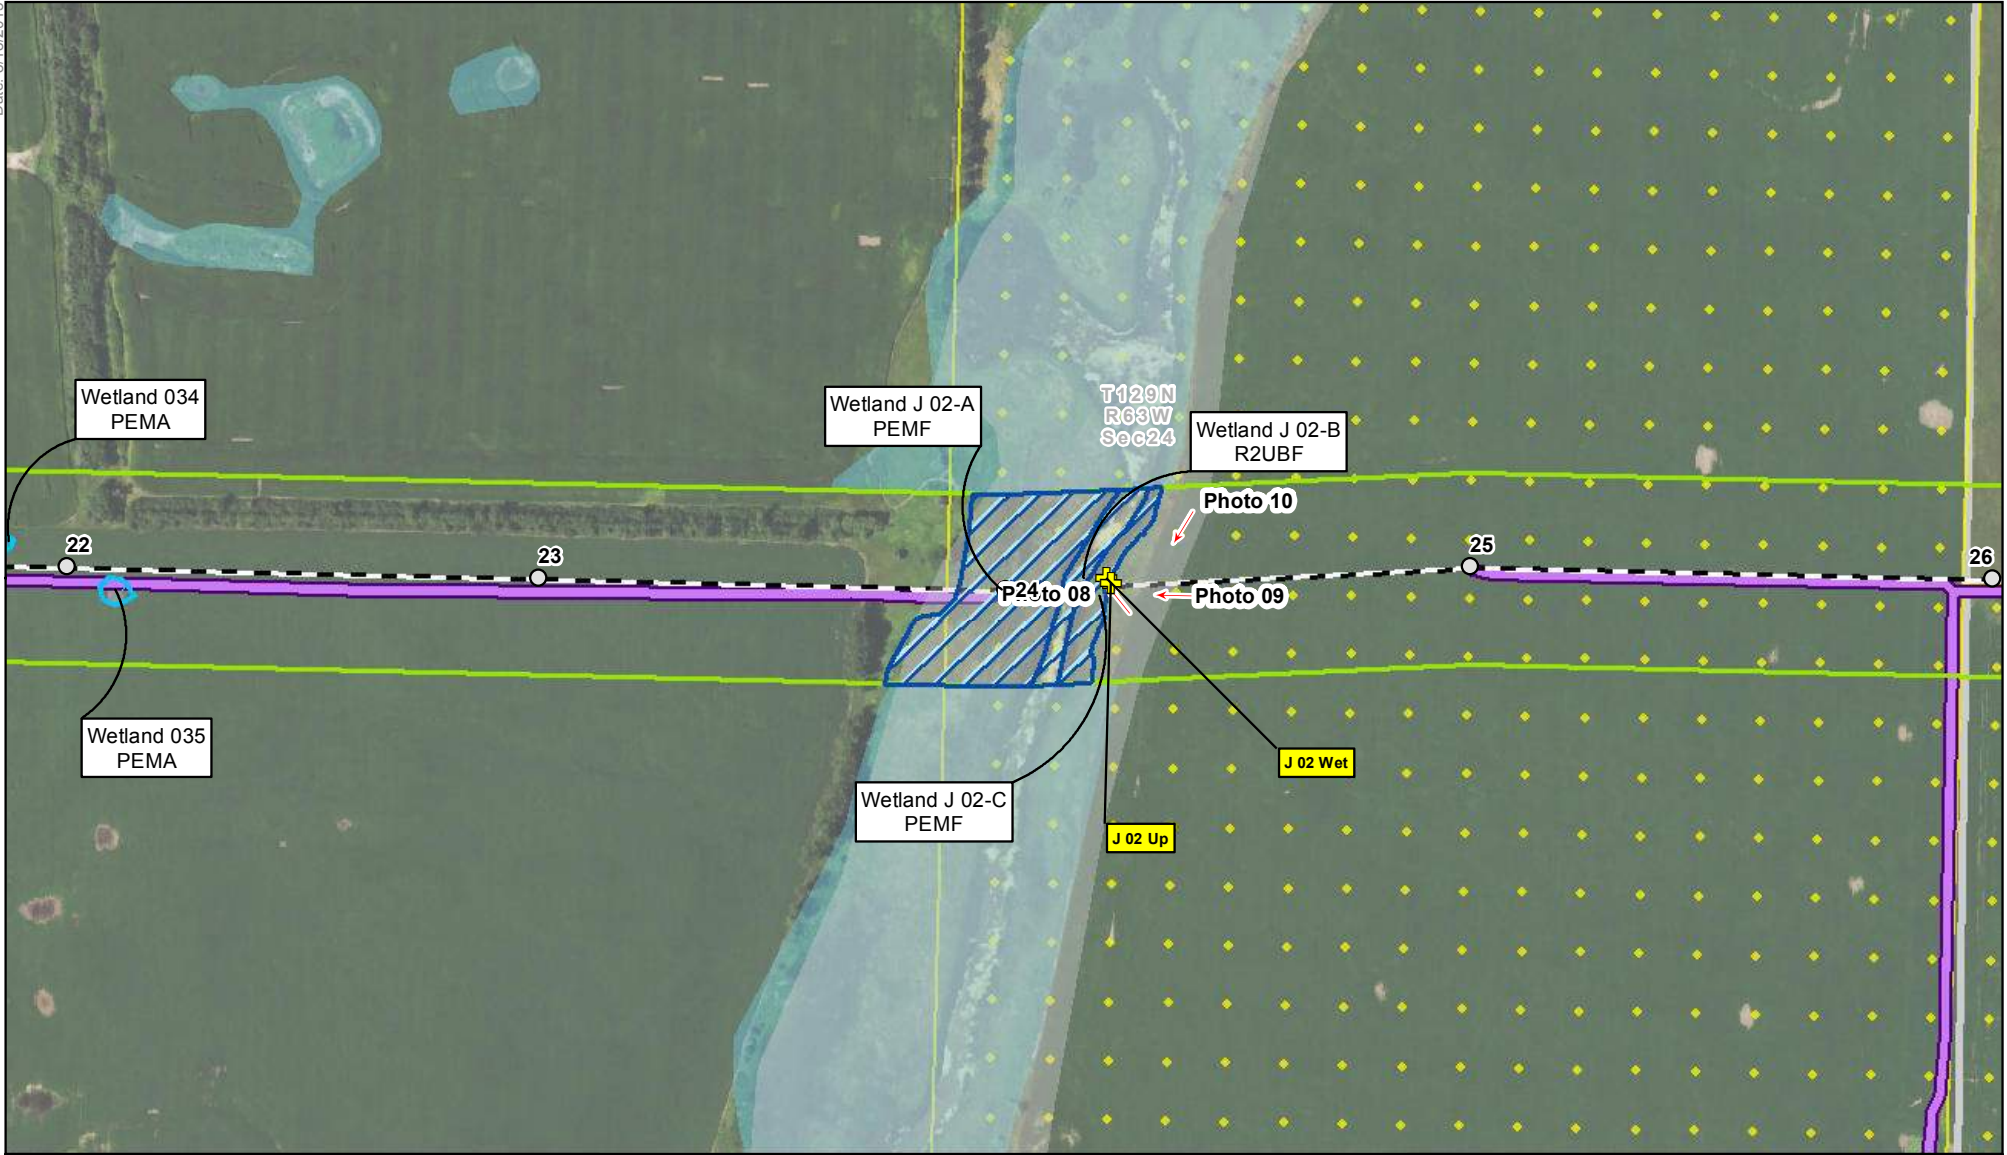 Wetland 034
PEMA
Wetland J 02-A
PEMF
T129N
R63W
Sec24
Wetland J 02-B
R2UBF
Photo 10
22
23
25
26
24
Photo 08
Photo 09
Wetland 035
PEMA
J 02 Wet
Wetland J 02-C
PEMF
J 02 Up